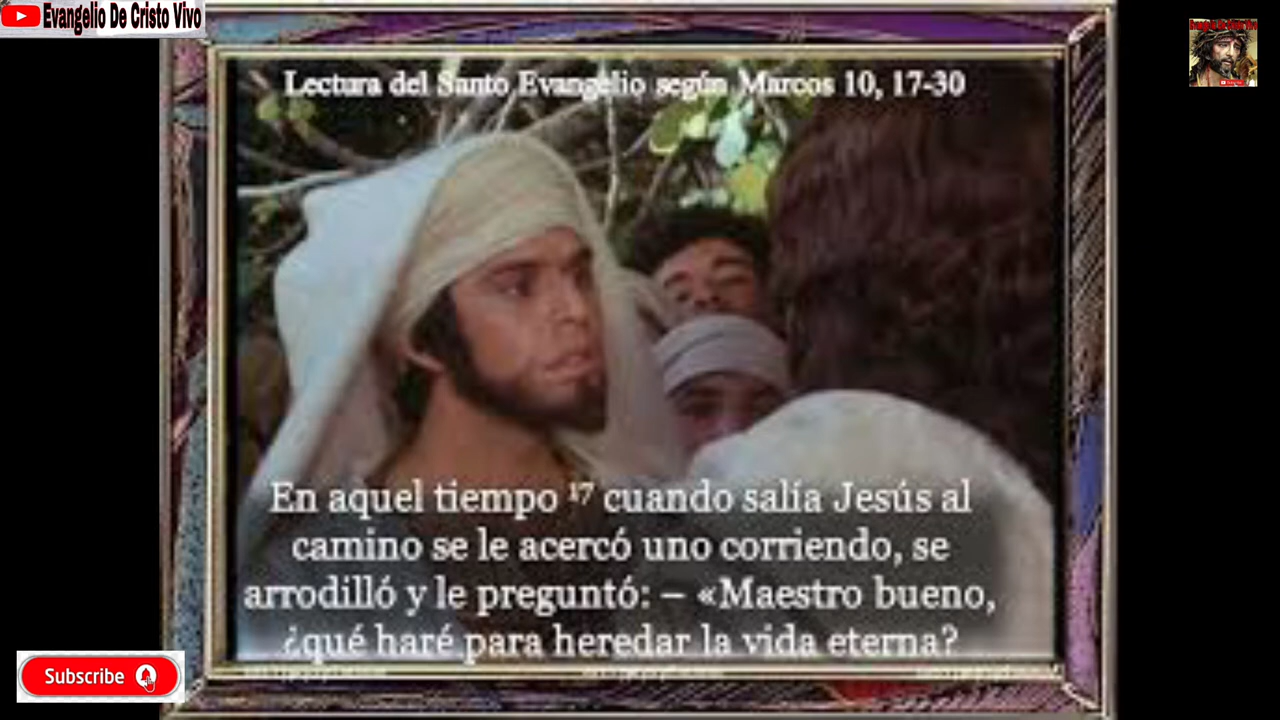 Evangelio De Cristo Vivo
Lectura del Santo Evangelio según Marcos 10, 17-30
En aquel tiempo ¹⁷ cuando salía Jesús al
camino se le acercó uno corriendo, se
arrodilló y le preguntó: – «Maestro bueno,
¿qué haré para heredar la vida eterna?
Subscribe